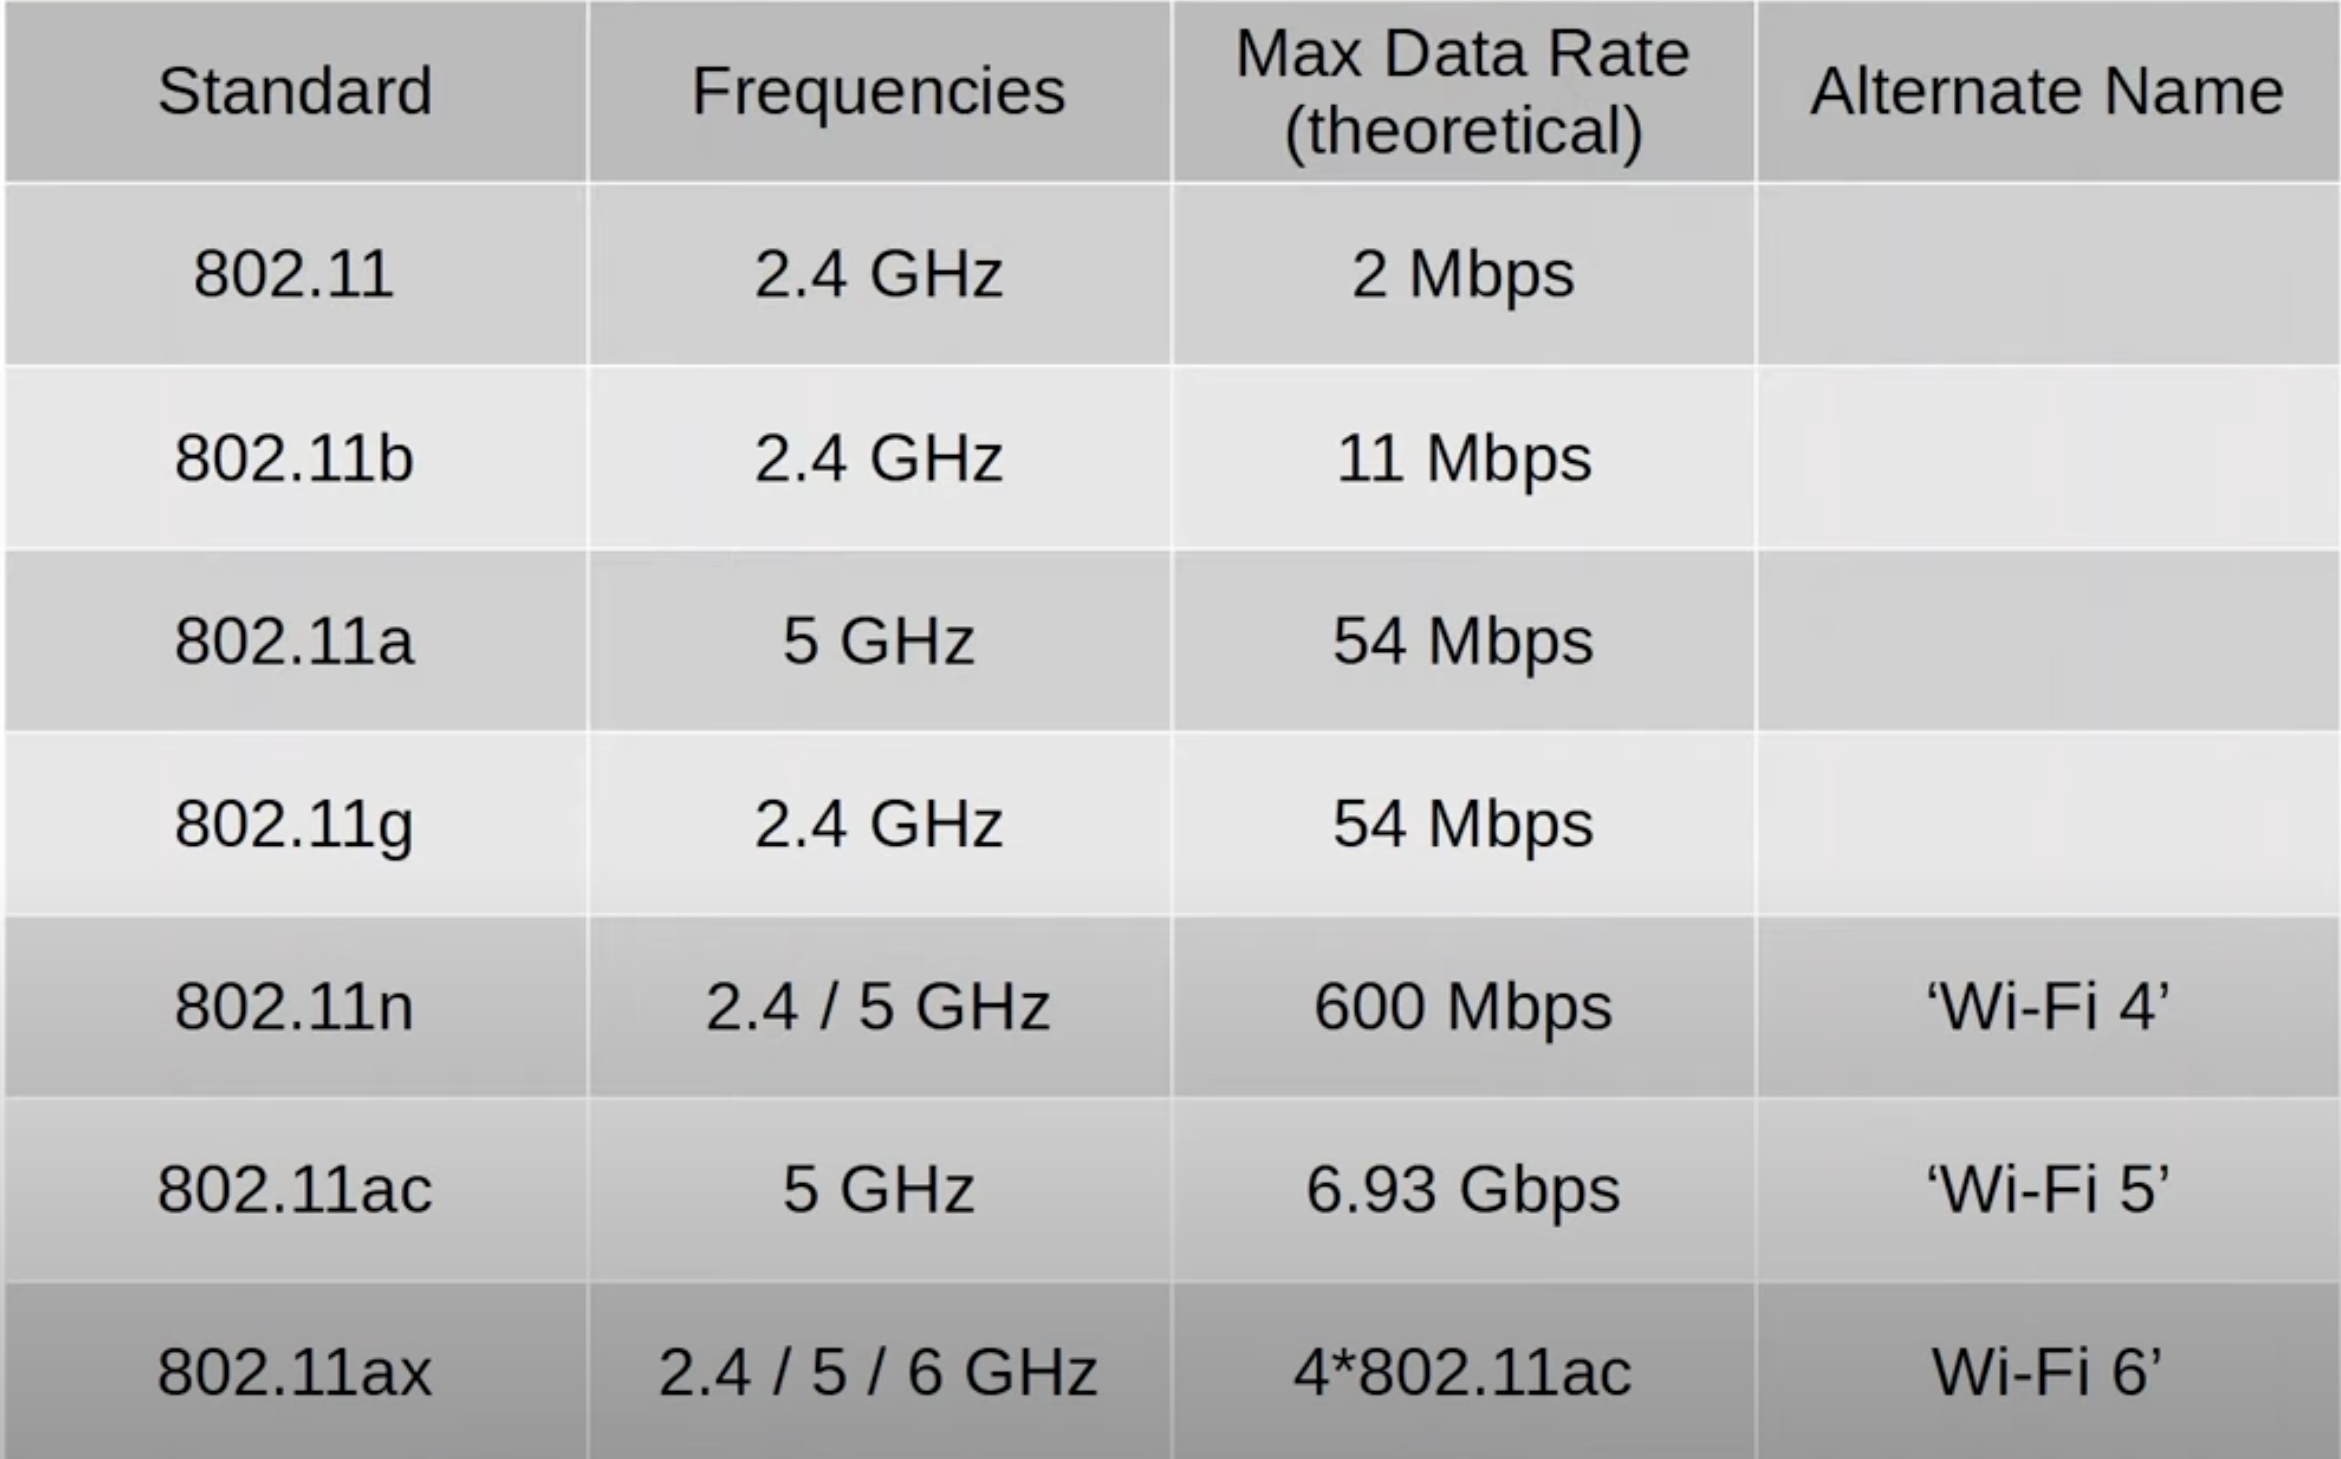 Standard Frequencies Max Data Rate (theoretical) Alternate Name
802.11 2.4 GHz 2 Mbps
802.11b 2.4 GHz 11 Mbps
802.11a 5 GHz 54 Mbps
802.11g 2.4 GHz 54 Mbps
802.11n 2.4 / 5 GHz 600 Mbps ‘Wi-Fi 4’
802.11ac 5 GHz 6.93 Gbps ‘Wi-Fi 5’
802.11ax 2.4 / 5 / 6 GHz 4*802.11ac Wi-Fi 6’